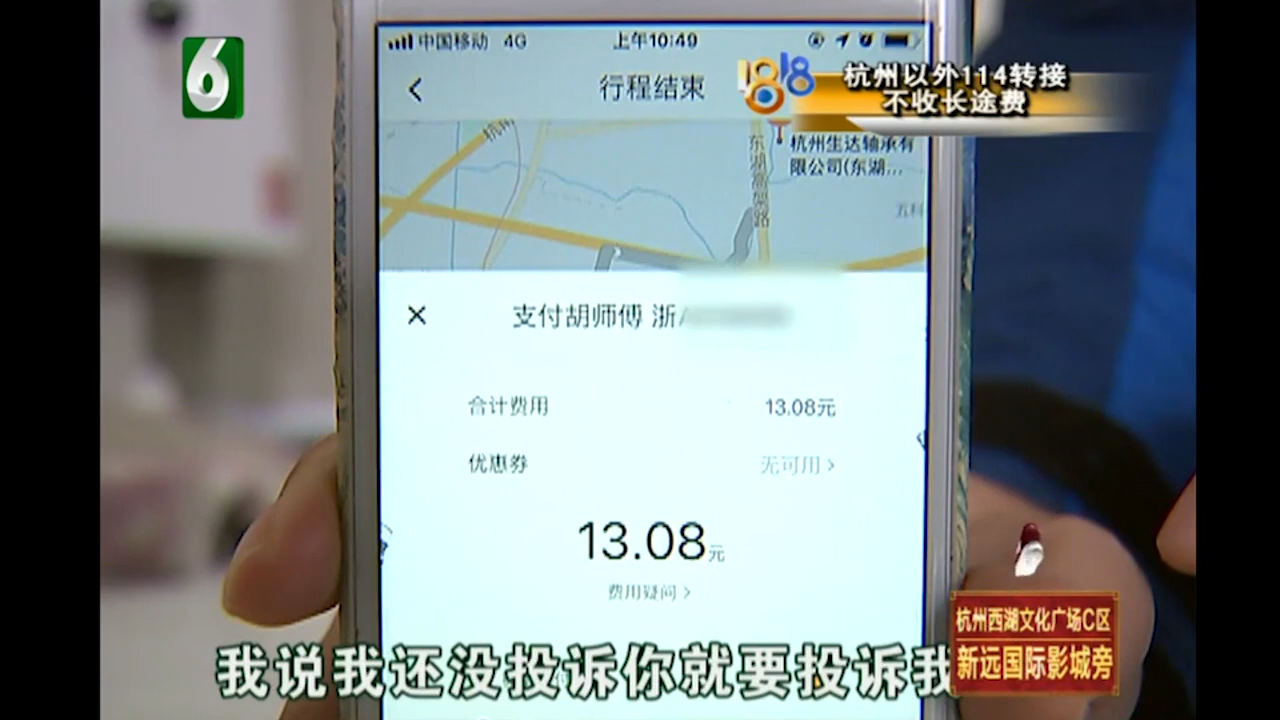 6
中国移动 4G 上午10:49
1818
杭州以外114转接
不收长途费
行程结束
杭州
东湖高架路
杭州生达轴承有
限公司(东湖...
五利
支付胡师傅 浙A
合计费用 13.08元
优惠券 无可用 >
13.08元
费用疑问 >
我说我还没投诉你就要投诉我
杭州西湖文化广场C区
新远国际影城旁